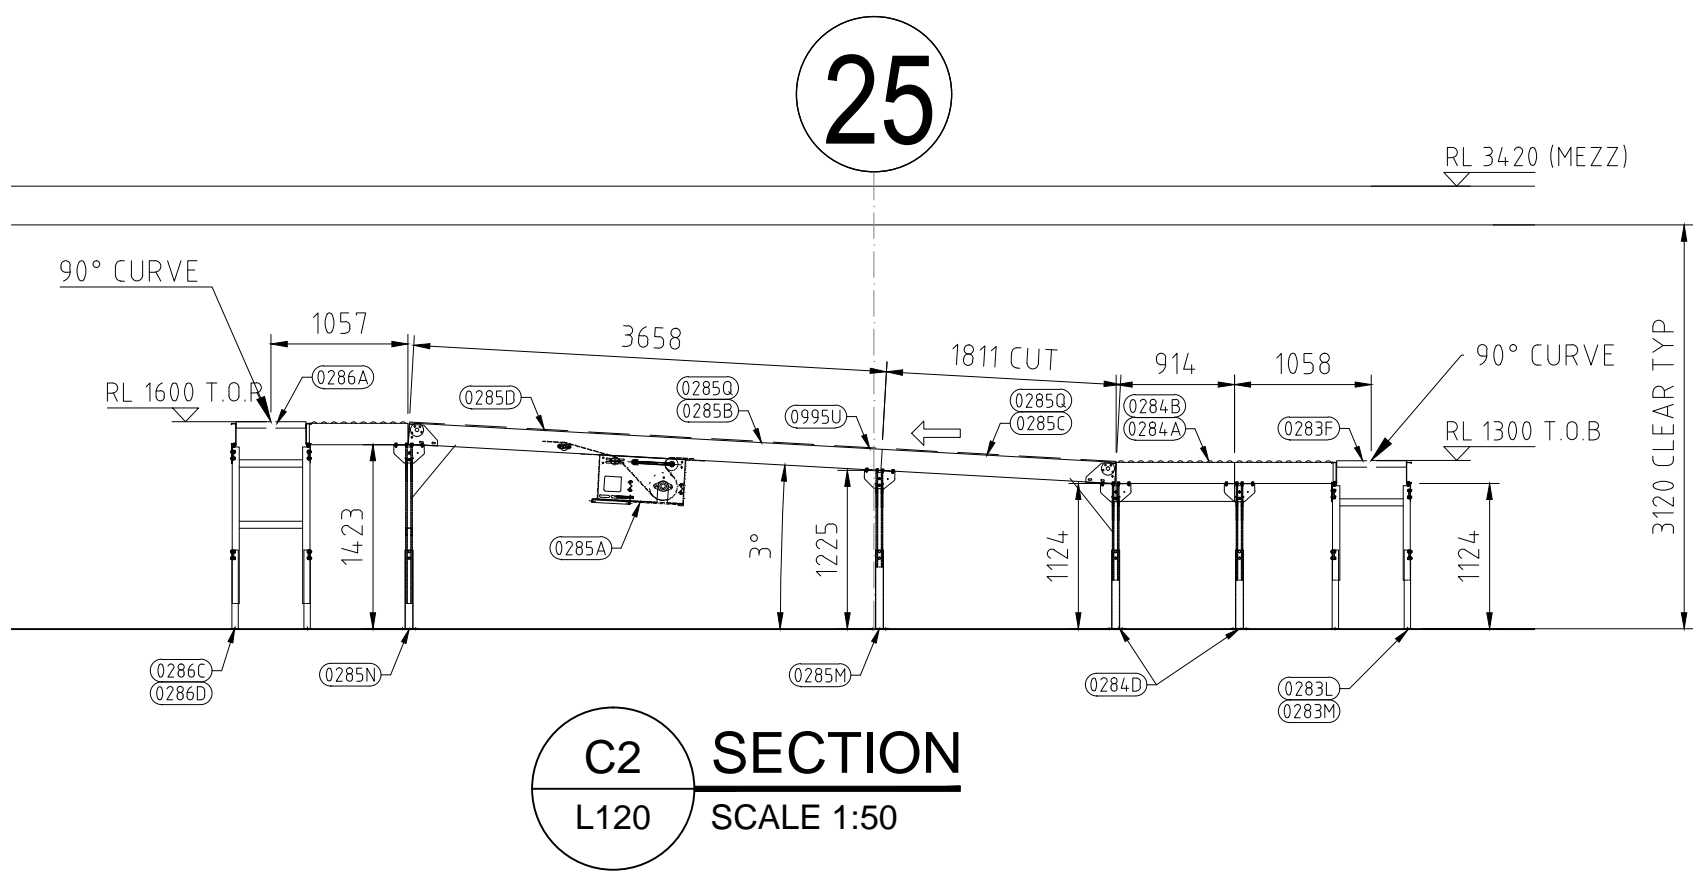 25
RL 3420 (MEZZ)
90° CURVE
1057
3658
1811 CUT
914
1058
90° CURVE
3120 CLEAR TYP
RL 1600 T.O.R
0286A
0285D
0285Q
0285B
0995U
0285Q
0285C
0284B
0284A
0283F
RL 1300 T.O.B
1423
0285A
3°
1225
1124
1124
0286C
0286D
0285N
0285M
0284D
0283L
0283M
C2
L120
SECTION
SCALE 1:50